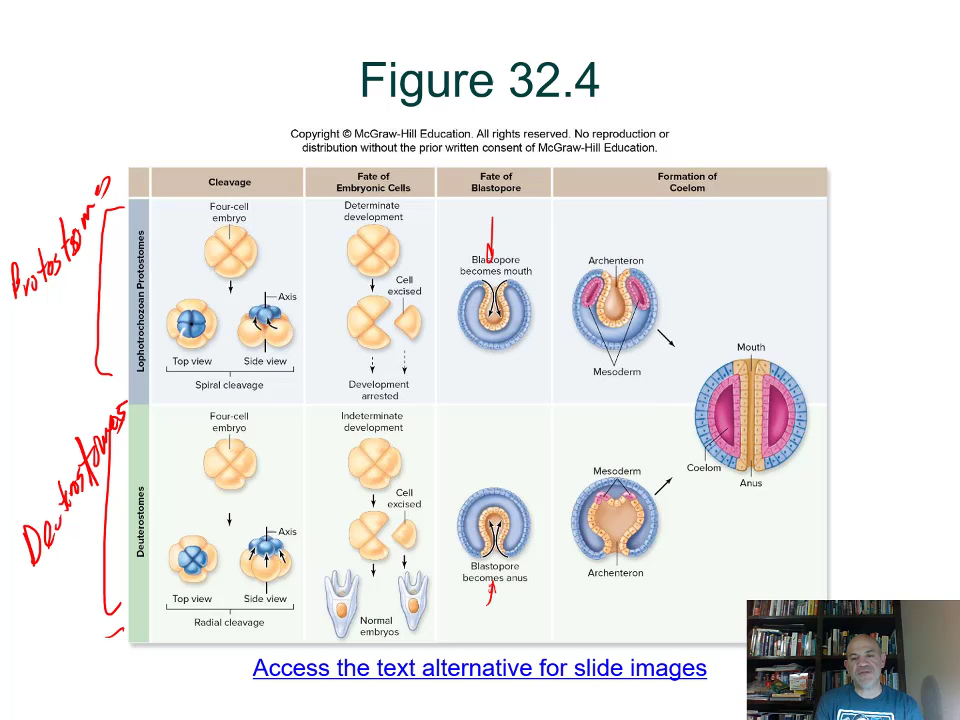 Figure 32.4
Copyright © McGraw-Hill Education. All rights reserved. No reproduction or
distribution without the prior written consent of McGraw-Hill Education.
Cleavage
Fate of
Embryonic Cells
Fate of
Blastopore
Formation of
Coelom
Protostomes
Lophotrochozoan Protostomes
Four-cell
embryo
Axis
Top view
Side view
Spiral cleavage
Determinate
development
Cell
excised
Development
arrested
Blastopore
becomes mouth
Archenteron
Mesoderm
Mouth
Coelom
Anus
Deutrostomes
Deuterostomes
Four-cell
embryo
Axis
Top view
Side view
Radial cleavage
Indeterminate
development
Cell
excised
Normal
embryos
Blastopore
becomes anus
Mesoderm
Archenteron
Access the text alternative for slide images